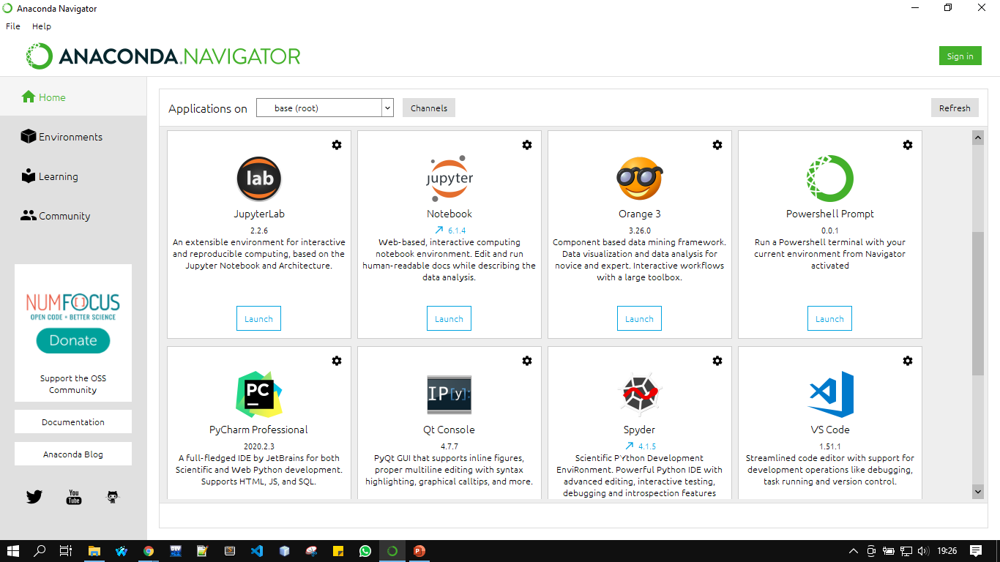 Anaconda Navigator
File Help
ANACONDA.NAVIGATOR
Sign in
Home
Environments
Learning
Community
NUMFOCUS
OPEN CODE = BETTER SCIENCE
Donate
Support the OSS
Community
Documentation
Anaconda Blog
You
Tube
Applications on base (root) Channels Refresh
lab
JupyterLab
2.2.6
An extensible environment for interactive
and reproducible computing, based on the
Jupyter Notebook and Architecture.
Launch
jupyter
Notebook
6.1.4
Web-based, interactive computing
notebook environment. Edit and run
human-readable docs while describing the
data analysis.
Launch
Orange 3
3.26.0
Component based data mining framework.
Data visualization and data analysis for
novice and expert. Interactive workflows
with a large toolbox.
Launch
Powershell Prompt
0.0.1
Run a Powershell terminal with your
current environment from Navigator
activated
Launch
PC
PyCharm Professional
2020.2.3
A full-fledged IDE by JetBrains for both
Scientific and Web Python development.
Supports HTML, JS, and SQL.
IP[y]:
Qt Console
4.7.7
PyQt GUI that supports inline figures,
proper multiline editing with syntax
highlighting, graphical calltips, and more.
Spyder
4.1.5
Scientific PYthon Development
EnviRonment. Powerful Python IDE with
advanced editing, interactive testing,
debugging and introspection features
VS Code
1.51.1
Streamlined code editor with support for
development operations like debugging,
task running and version control.
DEV
19:26